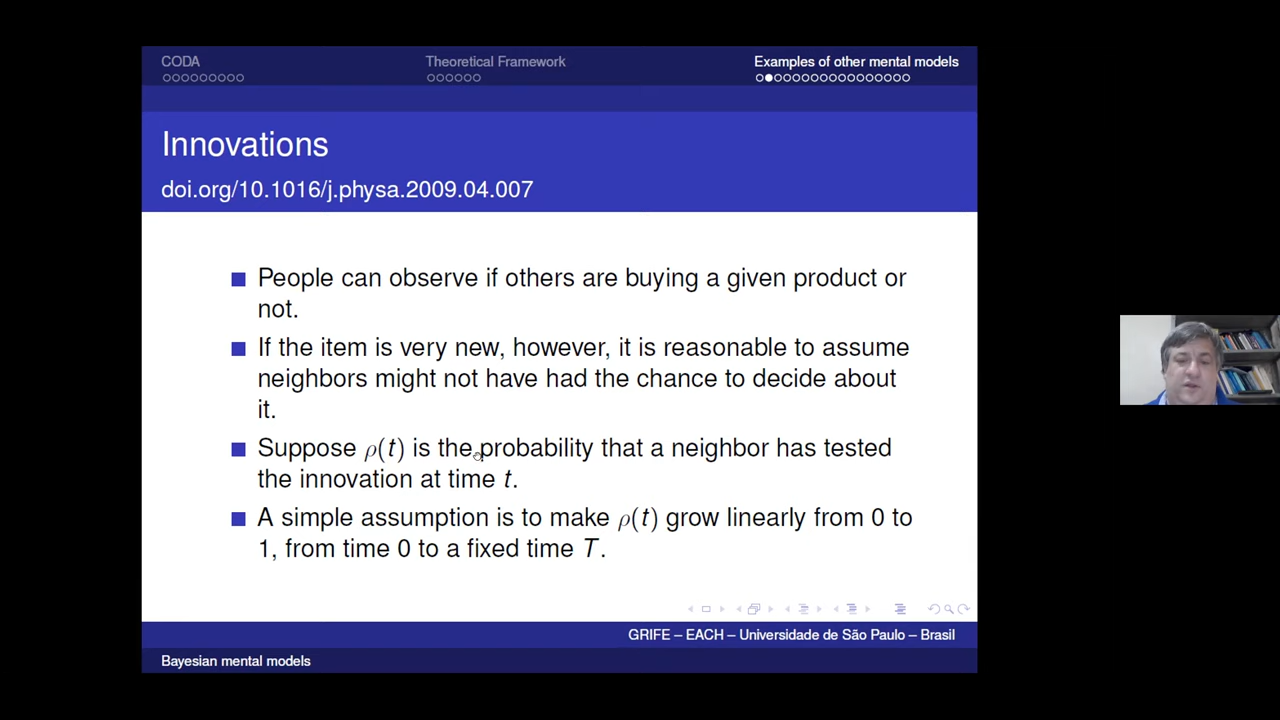 CODA
Theoretical Framework
Examples of other mental models
Innovations
doi.org/10.1016/j.physa.2009.04.007
People can observe if others are buying a given product or
not.
If the item is very new, however, it is reasonable to assume
neighbors might not have had the chance to decide about
it.
Suppose ρ(t) is the probability that a neighbor has tested
the innovation at time t.
A simple assumption is to make ρ(t) grow linearly from 0 to
1, from time 0 to a fixed time T.
GRIFE – EACH – Universidade de São Paulo – Brasil
Bayesian mental models